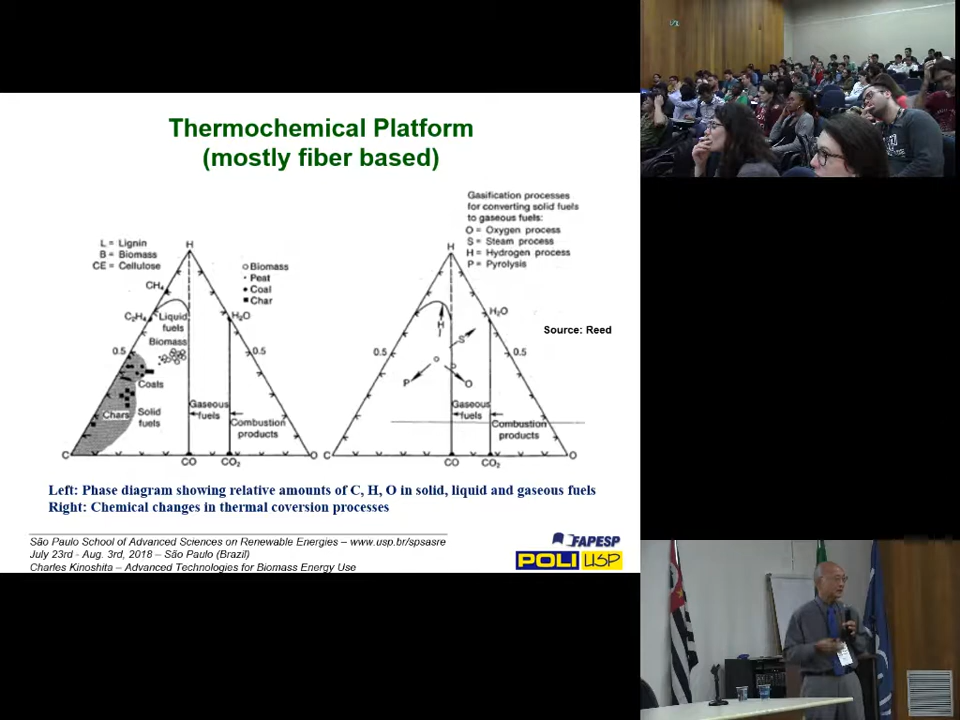 Thermochemical Platform
(mostly fiber based)
Gasification processes
for converting solid fuels
to gaseous fuels:
O = Oxygen process
S = Steam process
H = Hydrogen process
P = Pyrolysis
L = Lignin
B = Biomass
CE = Cellulose
H
CH₄
C₂H₄
Liquid
fuels
Biomass
0.5
Coals
Chars
Solid
fuels
Biomass
Peat
Coal
Char
H₂O
0.5
Gaseous
fuels
Combustion
products
C
CO
CO₂
O
H
H₂O
Source: Reed
0.5
0.5
H
S
P
O
Gaseous
fuels
Combustion
products
C
CO
CO₂
O
Left: Phase diagram showing relative amounts of C, H, O in solid, liquid and gaseous fuels
Right: Chemical changes in thermal coversion processes
São Paulo School of Advanced Sciences on Renewable Energies – www.usp.br/spsasre
July 23rd - Aug. 3rd, 2018 – São Paulo (Brazil)
Charles Kinoshita – Advanced Technologies for Biomass Energy Use
FAPESP
POLI USP